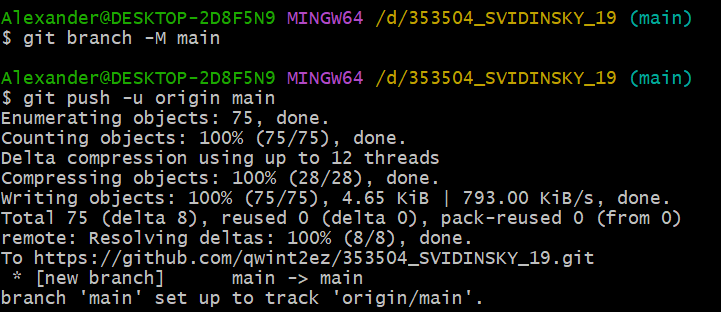 Alexander@DESKTOP-2D8F5N9 MINGW64 /d/353504_SVIDINSKY_19 (main)
$ git branch -M main
Alexander@DESKTOP-2D8F5N9 MINGW64 /d/353504_SVIDINSKY_19 (main)
$ git push -u origin main
Enumerating objects: 75, done.
Counting objects: 100% (75/75), done.
Delta compression using up to 12 threads
Compressing objects: 100% (28/28), done.
Writing objects: 100% (75/75), 4.65 KiB | 793.00 KiB/s, done.
Total 75 (delta 8), reused 0 (delta 0), pack-reused 0 (from 0)
remote: Resolving deltas: 100% (8/8), done.
To https://github.com/qwint2ez/353504_SVIDINSKY_19.git
 * [new branch]      main -> main
branch 'main' set up to track 'origin/main'.